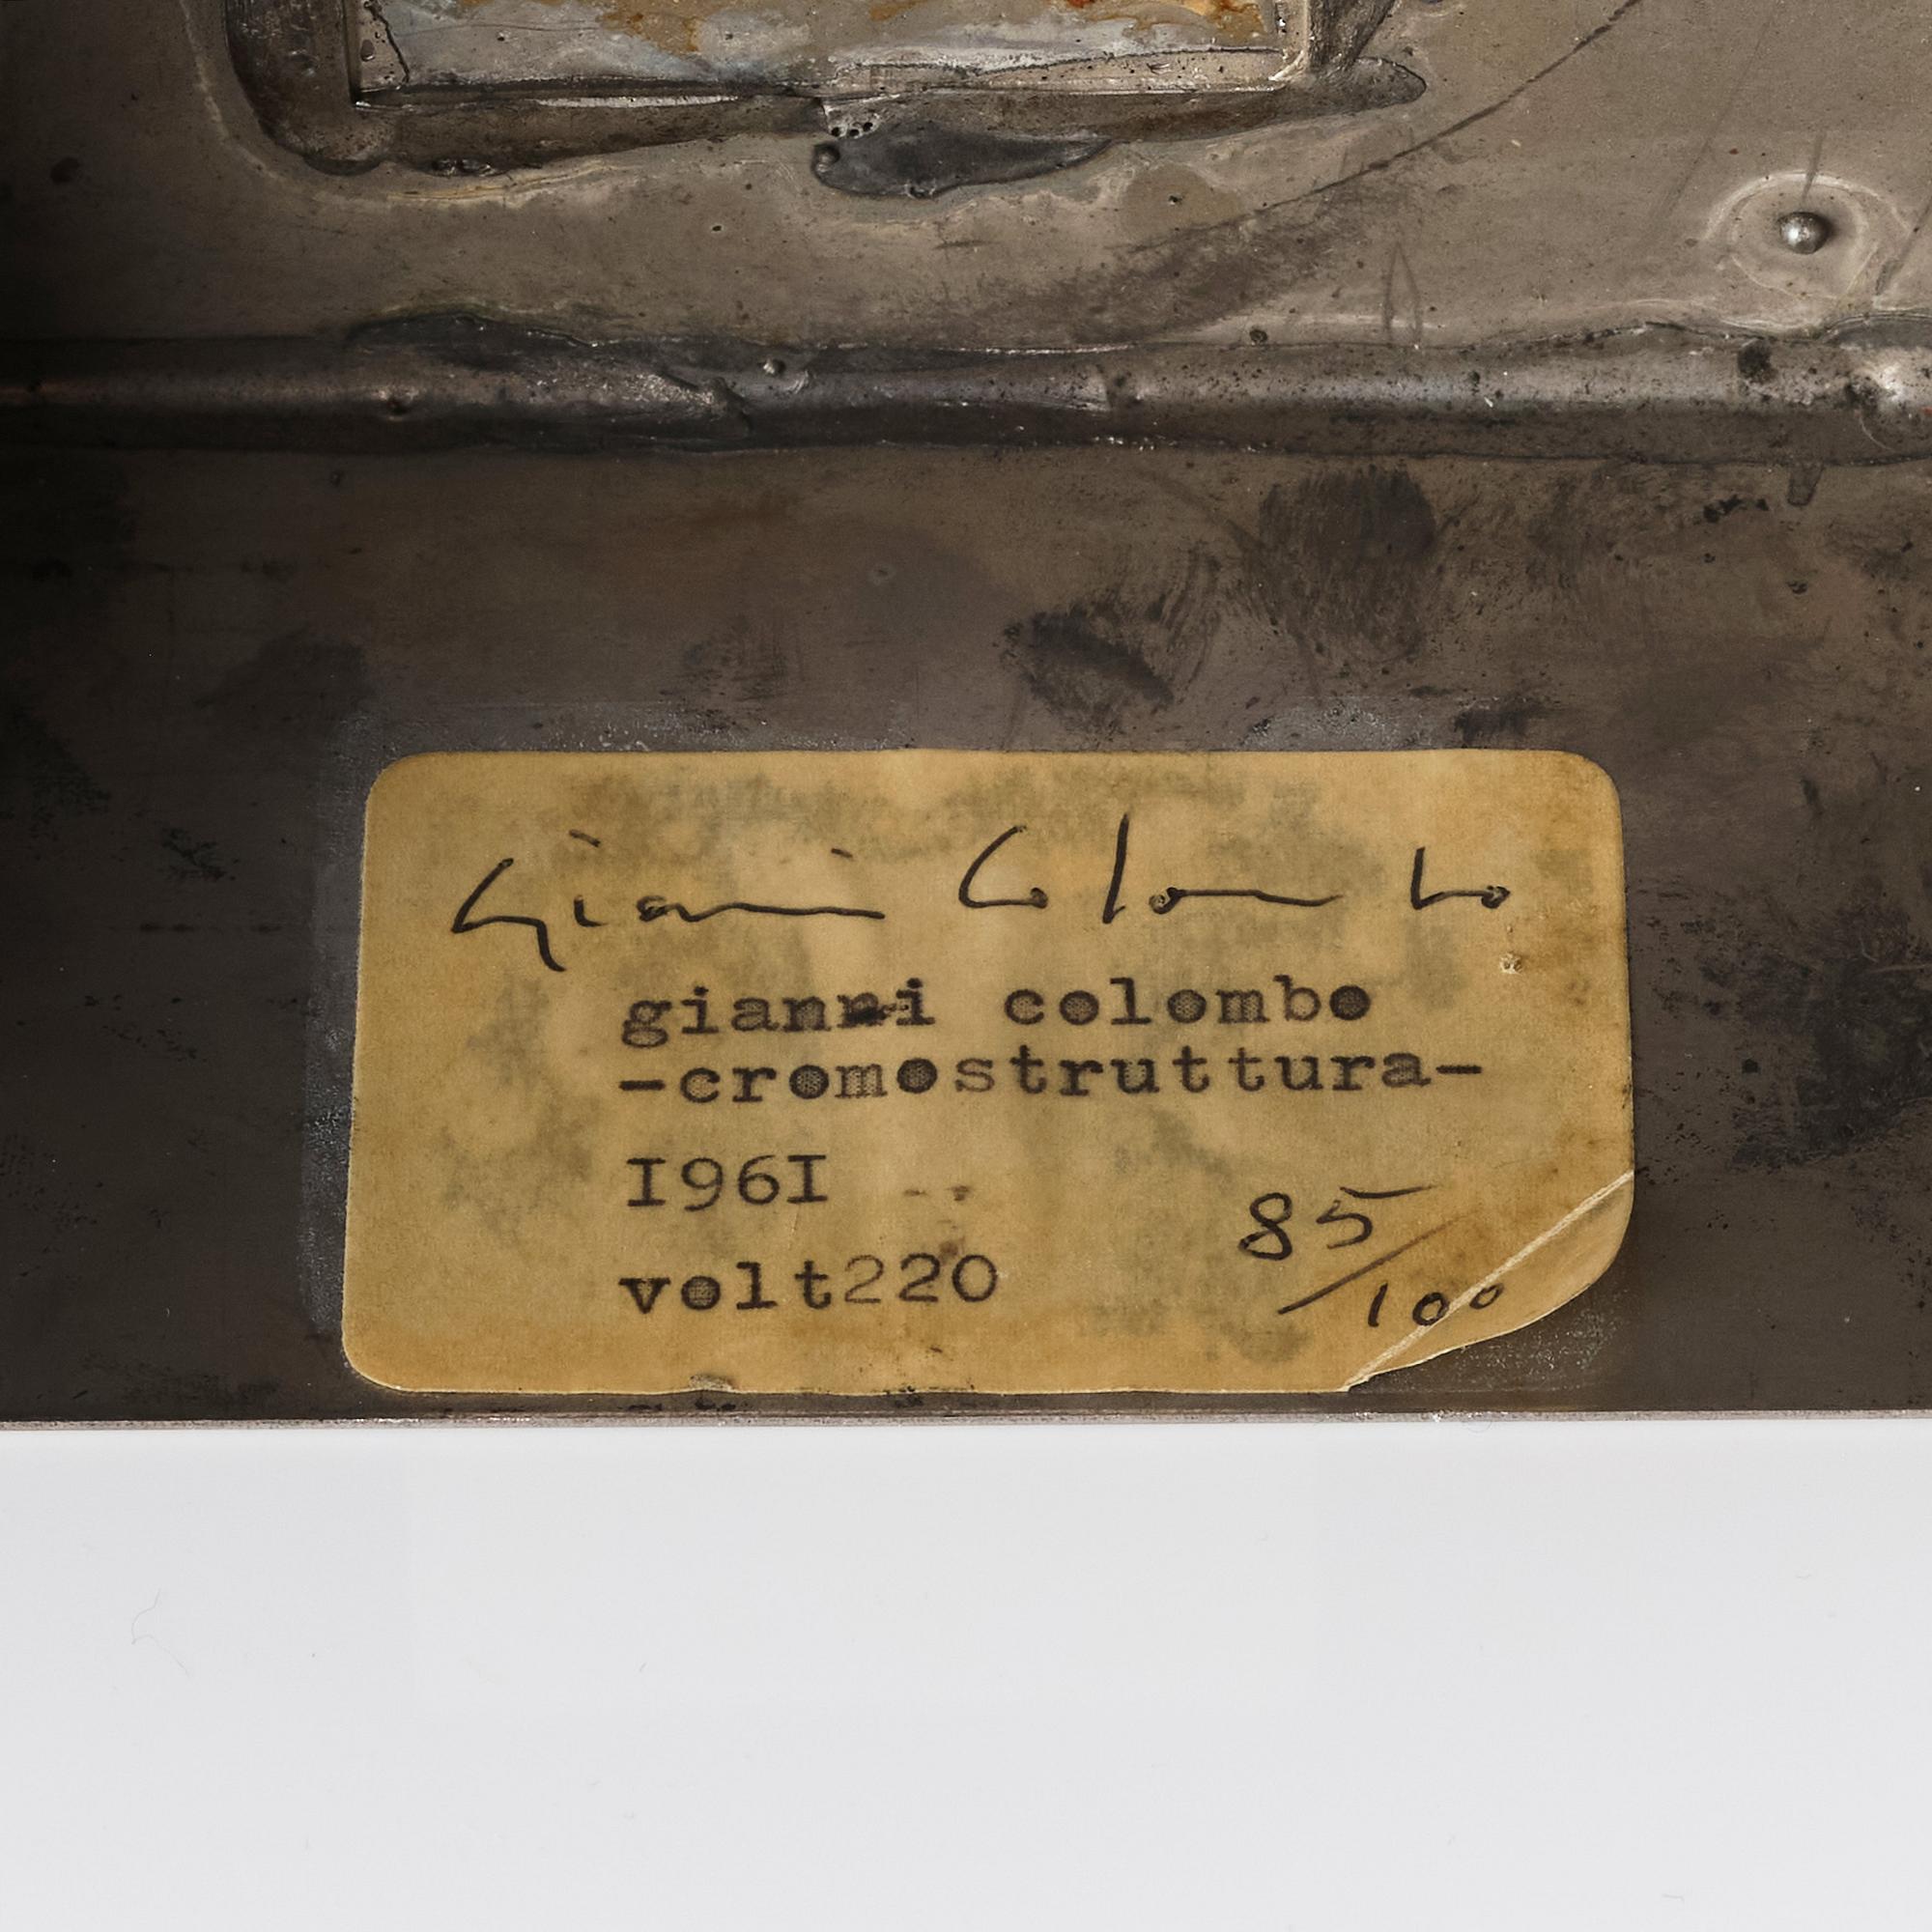 Gianni Colombo
gianni colombo
-cromostruttura-
I96I
volt220
85/100